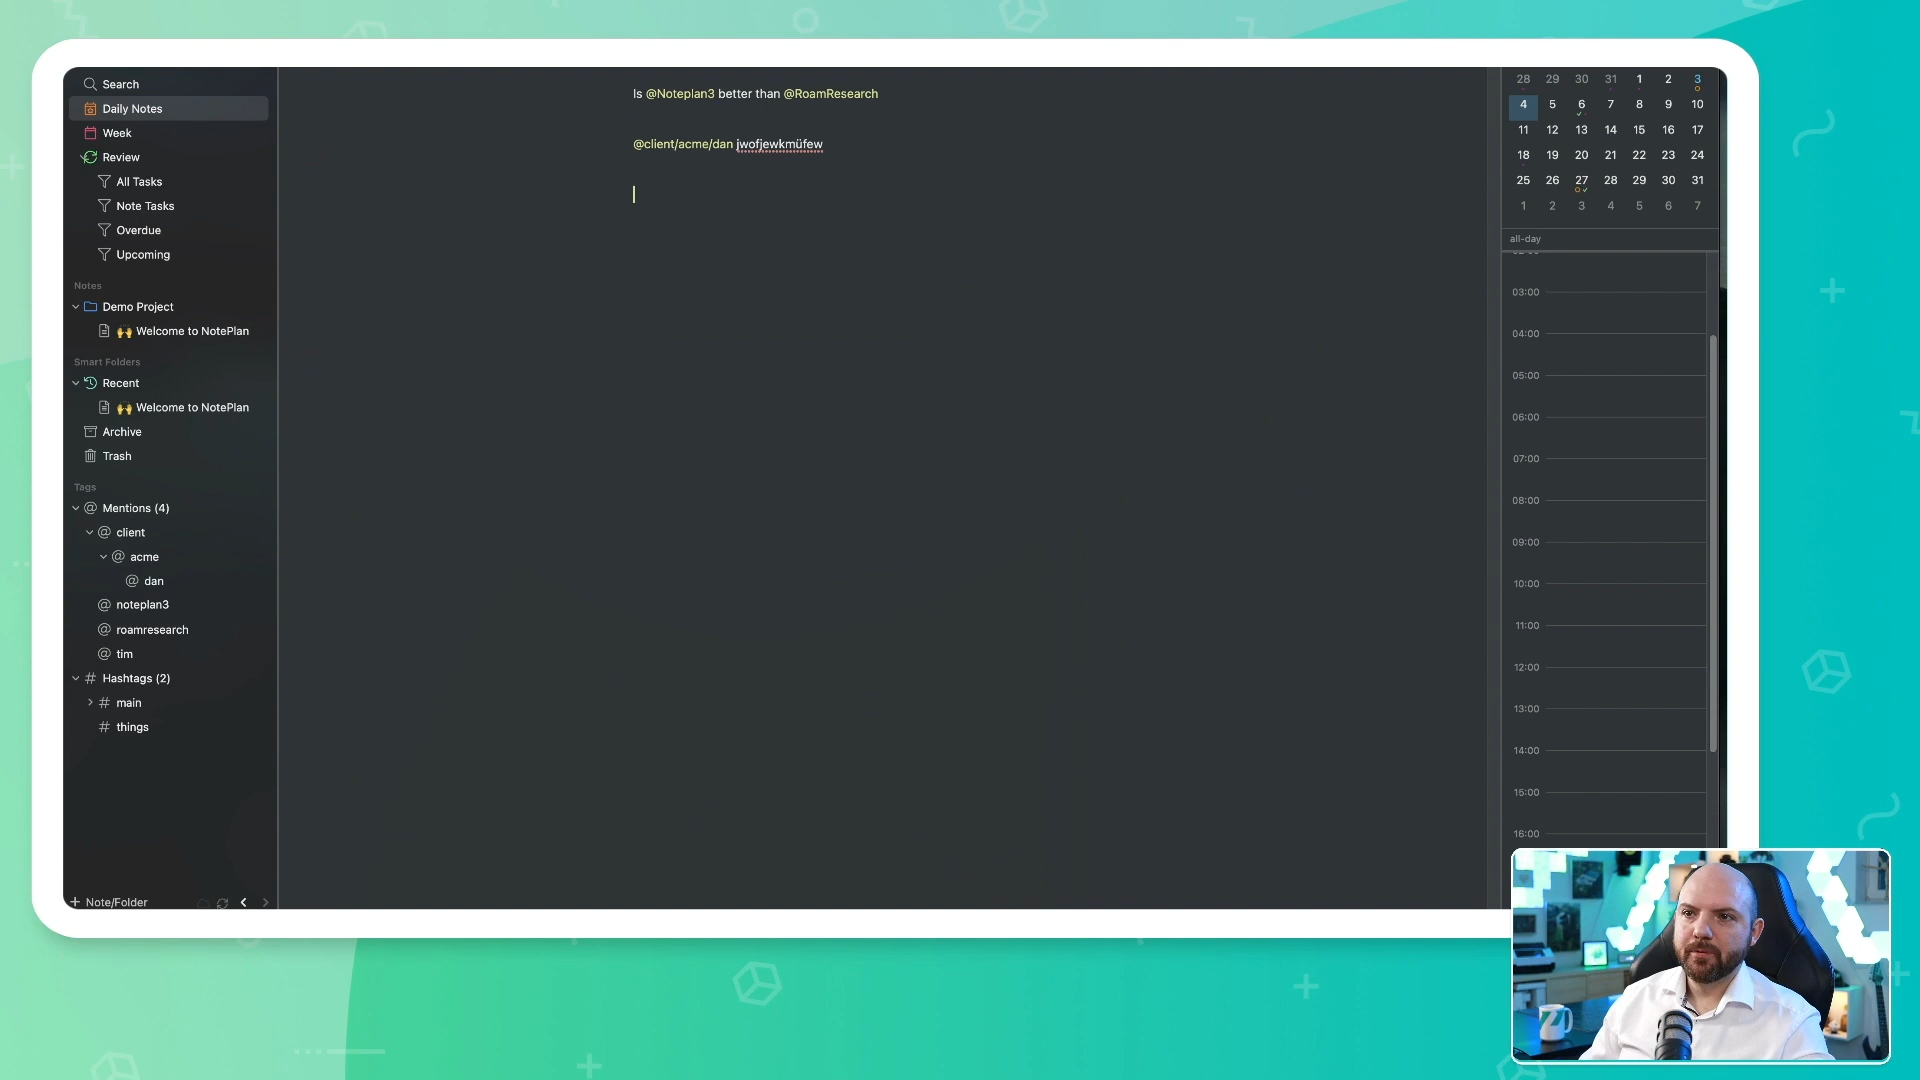 Search
Daily Notes
Week
Review
All Tasks
Note Tasks
Overdue
Upcoming
Notes
Demo Project
🙌 Welcome to NotePlan
Smart Folders
Recent
🙌 Welcome to NotePlan
Archive
Trash
Tags
Mentions (4)
client
acme
dan
noteplan3
roamresearch
tim
Hashtags (2)
main
things
+ Note/Folder
Is @Noteplan3 better than @RoamResearch
@client/acme/dan jwofjewkmüfew
28 29 30 31 1 2 3
4 5 6 7 8 9 10
11 12 13 14 15 16 17
18 19 20 21 22 23 24
25 26 27 28 29 30 31
1 2 3 4 5 6 7
all-day
03:00
04:00
05:00
06:00
07:00
08:00
09:00
10:00
11:00
12:00
13:00
14:00
15:00
16:00